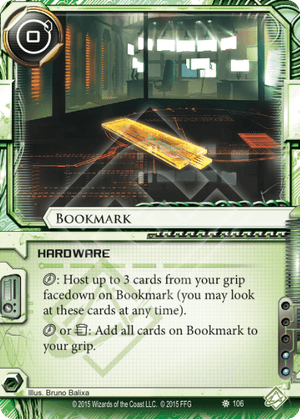 0
BOOKMARK
HARDWARE
: Host up to 3 cards from your grip
facedown on Bookmark (you may look
at these cards at any time).
or : Add all cards on Bookmark to
your grip.
Illus. Bruno Balixa
© 2015 Wizards of the Coast LLC. © 2015 FFG
106